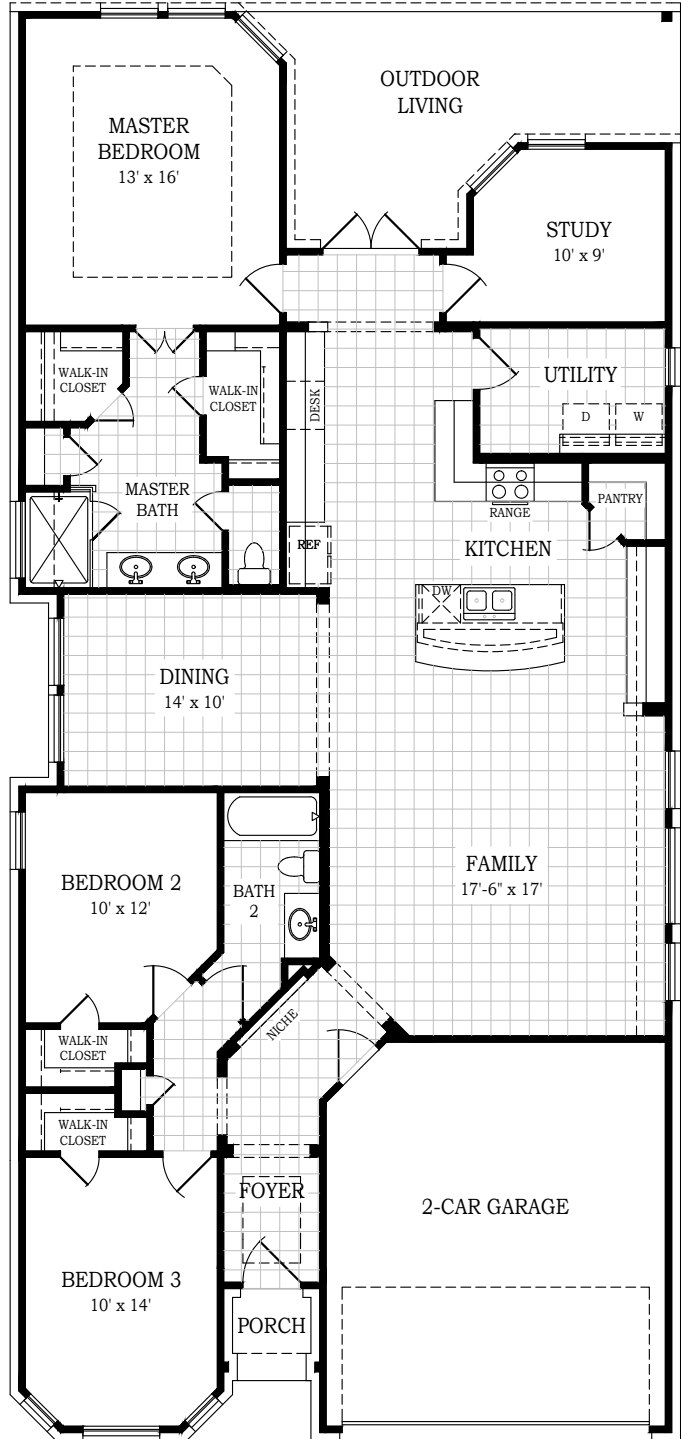 OUTDOOR
LIVING
MASTER
BEDROOM
13' x 16'
STUDY
10' x 9'
WALK-IN
CLOSET
WALK-IN
CLOSET
DESK
UTILITY
D
W
MASTER
BATH
RANGE
PANTRY
REF
KITCHEN
DW
DINING
14' x 10'
BEDROOM 2
10' x 12'
BATH
2
FAMILY
17'-6" x 17'
NICHE
WALK-IN
CLOSET
WALK-IN
CLOSET
FOYER
2-CAR GARAGE
BEDROOM 3
10' x 14'
PORCH